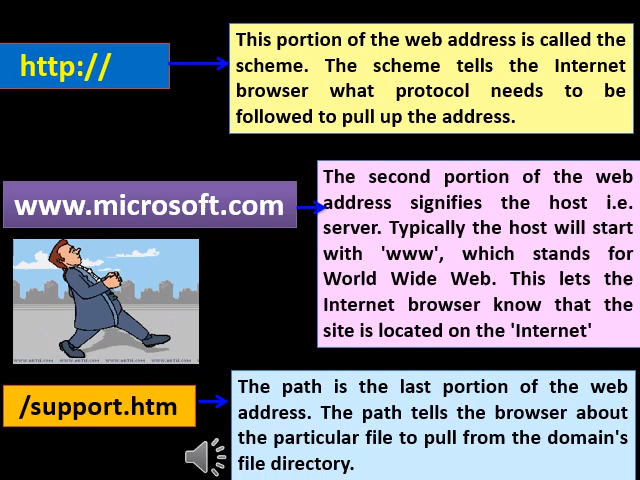 http://
This portion of the web address is called the
scheme. The scheme tells the Internet
browser what protocol needs to be
followed to pull up the address.
www.microsoft.com
The second portion of the web
address signifies the host i.e.
server. Typically the host will start
with 'www', which stands for
World Wide Web. This lets the
Internet browser know that the
site is located on the 'Internet'
/support.htm
The path is the last portion of the web
address. The path tells the browser about
the particular file to pull from the domain's
file directory.